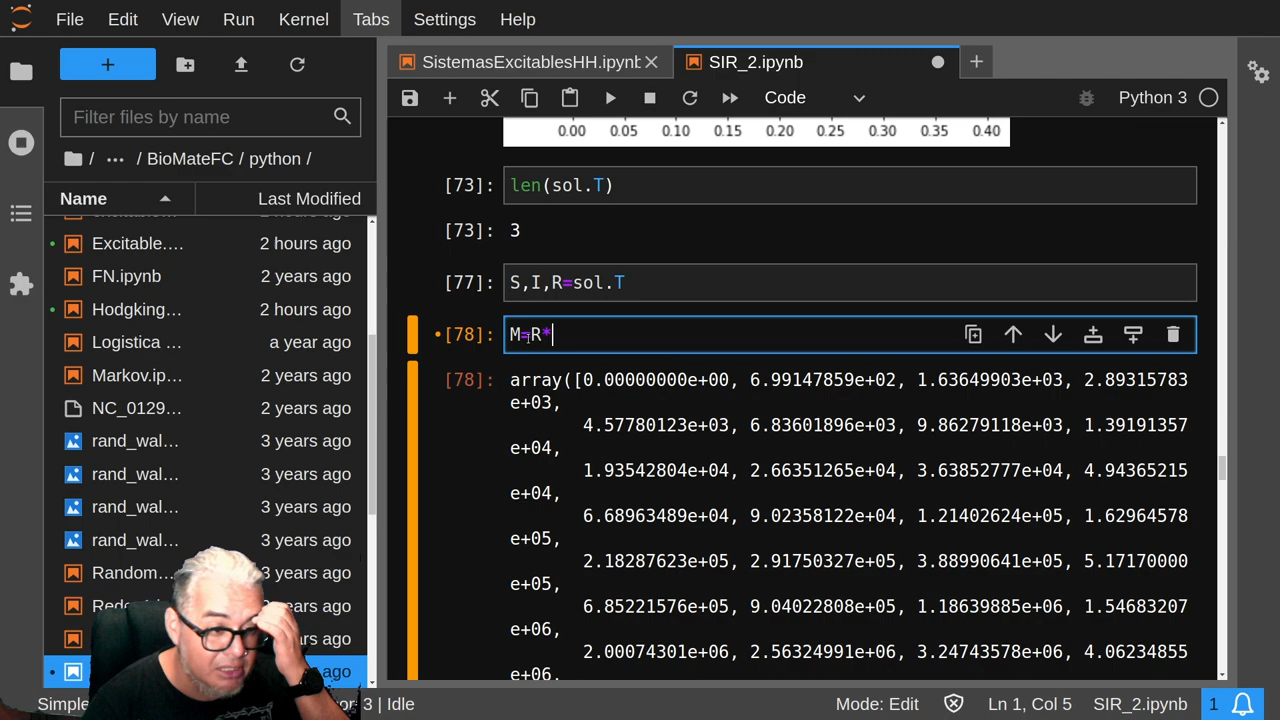 File Edit View Run Kernel Tabs Settings Help
SistemasExcitablesHH.ipynb
SIR_2.ipynb
Code
Python 3
Filter files by name
/ ... / BioMateFC / python /
Name
Last Modified
2 hours ago
Excitable.... 2 hours ago
FN.ipynb 2 years ago
Hodgking... 2 hours ago
Logistica ... a year ago
Markov.ip... 2 years ago
NC_0129... 2 years ago
rand_wal... 3 years ago
rand_wal... 3 years ago
rand_wal... 3 years ago
rand_wal... 3 years ago
Random... 3 years ago
years ago
years ago
ago
0.00 0.05 0.10 0.15 0.20 0.25 0.30 0.35 0.40
[73]: len(sol.T)
[73]: 3
[77]: S,I,R=sol.T
[78]: M=R*
[78]: array([0.00000000e+00, 6.99147859e+02, 1.63649903e+03, 2.89315783
e+03,
4.57780123e+03, 6.83601896e+03, 9.86279118e+03, 1.39191357
e+04,
1.93542804e+04, 2.66351265e+04, 3.63852777e+04, 4.94365215
e+04,
6.68963489e+04, 9.02358122e+04, 1.21402624e+05, 1.62964578
e+05,
2.18287623e+05, 2.91750327e+05, 3.88990641e+05, 5.17170000
e+05,
6.85221576e+05, 9.04022808e+05, 1.18639885e+06, 1.54683207
e+06,
2.00074301e+06, 2.56324991e+06, 3.24743578e+06, 4.06234855
e+06,
Simple
3 | Idle
Mode: Edit
Ln 1, Col 5
SIR_2.ipynb
1